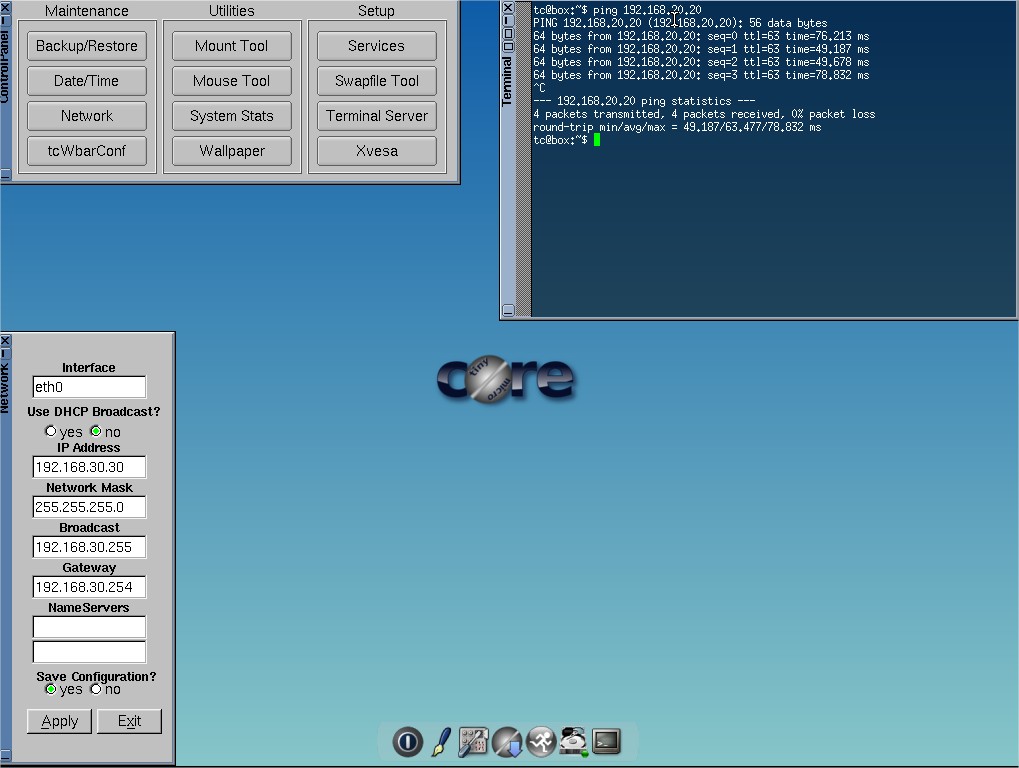 Control Panel
Maintenance
Backup/Restore
Date/Time
Network
tcWbarConf
Utilities
Mount Tool
Mouse Tool
System Stats
Wallpaper
Setup
Services
Swapfile Tool
Terminal Server
Xvesa
Terminal
tc@box:~$ ping 192.168.20.20
PING 192.168.20.20 (192.168.20.20): 56 data bytes
64 bytes from 192.168.20.20: seq=0 ttl=63 time=76.213 ms
64 bytes from 192.168.20.20: seq=1 ttl=63 time=49.187 ms
64 bytes from 192.168.20.20: seq=2 ttl=63 time=49.678 ms
64 bytes from 192.168.20.20: seq=3 ttl=63 time=78.832 ms
^C
--- 192.168.20.20 ping statistics ---
4 packets transmitted, 4 packets received, 0% packet loss
round-trip min/avg/max = 49.187/63.477/78.832 ms
tc@box:~$
Network
Interface
eth0
Use DHCP Broadcast?
yes no
IP Address
192.168.30.30
Network Mask
255.255.255.0
Broadcast
192.168.30.255
Gateway
192.168.30.254
NameServers
Save Configuration?
yes no
Apply Exit
core
tiny
micro